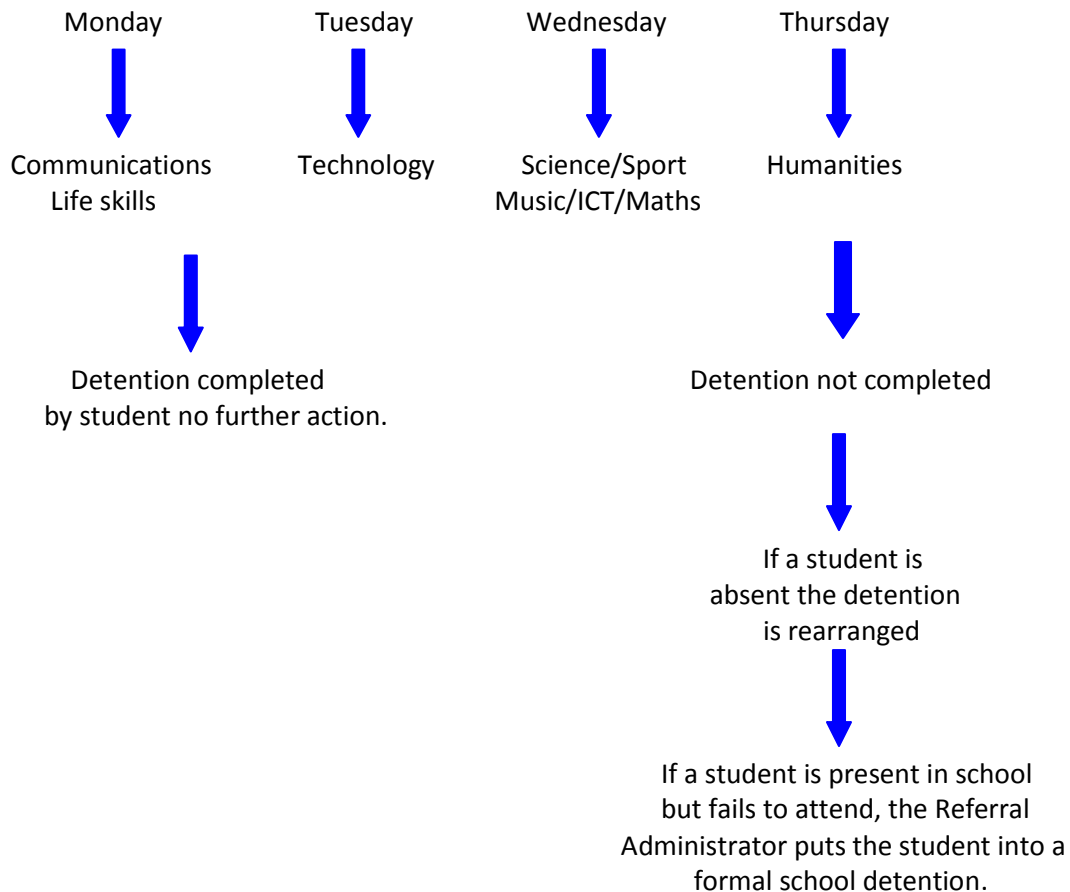 Monday Tuesday Wednesday Thursday
Communications Technology Science/Sport Humanities
Life skills Music/ICT/Maths
Detention completed Detention not completed
by student no further action.
If a student is
absent the detention
is rearranged
If a student is present in school
but fails to attend, the Referral
Administrator puts the student into a
formal school detention.